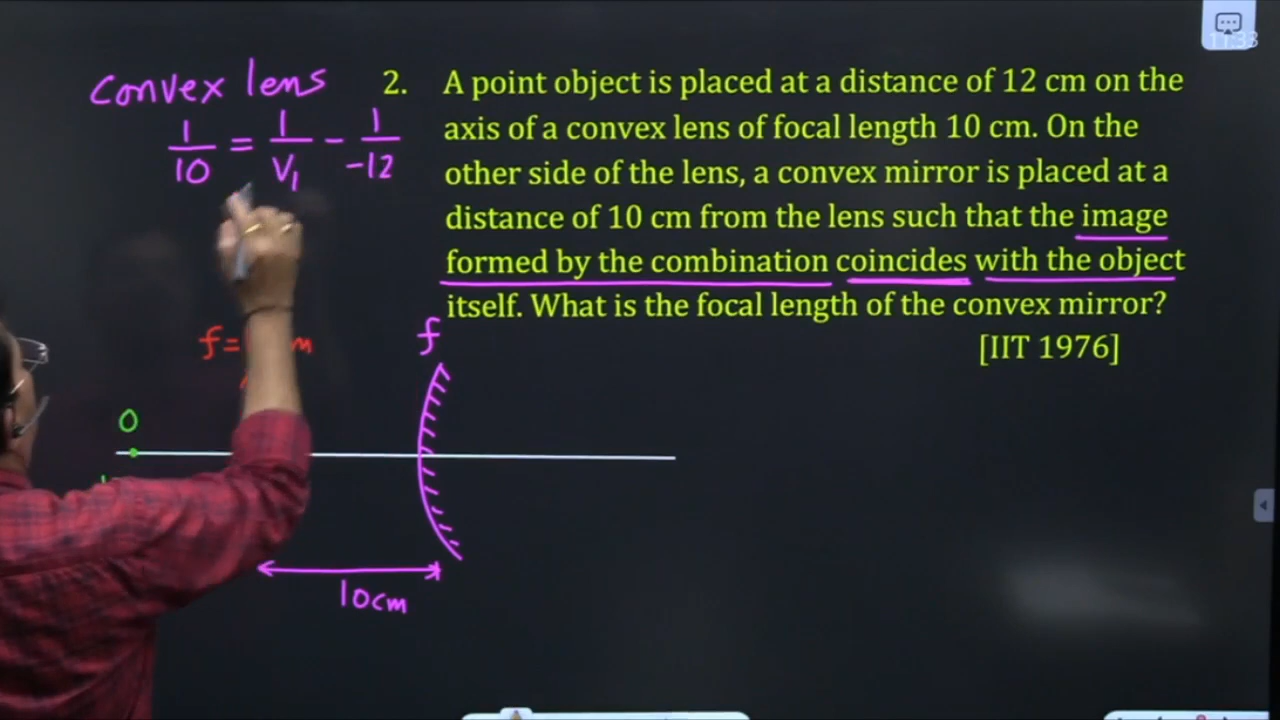 11:33
Convex lens
1/10 = 1/V₁ - 1/-12
2. A point object is placed at a distance of 12 cm on the
axis of a convex lens of focal length 10 cm. On the
other side of the lens, a convex mirror is placed at a
distance of 10 cm from the lens such that the image
formed by the combination coincides with the object
itself. What is the focal length of the convex mirror?
[IIT 1976]
f=
m
f
O
10cm